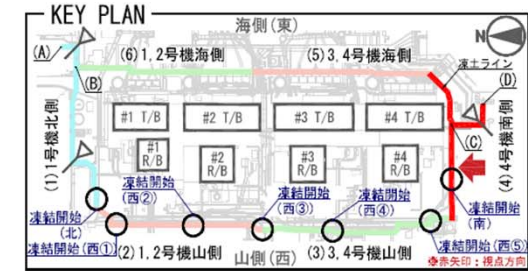 KEY PLAN
海側(東)
N
(A)
(6)1,2号機海側
(5)3,4号機海側
凍土ライン
(B)
(D)
#1 T/B
#2 T/B
#3 T/B
#4 T/B
(1)1号機北側
#1
R/B
#2
R/B
#3
R/B
#4
R/B
(C)
(4)4号機南側
凍結開始
(西②)
凍結開始
(西③)
凍結開始
(西④)
凍結開始
(南)
凍結開始
(北)
凍結開始(西①)
(2)1,2号機山側
山側(西)
(3)3,4号機山側
凍結開始(西⑤)
※赤矢印:視点方向